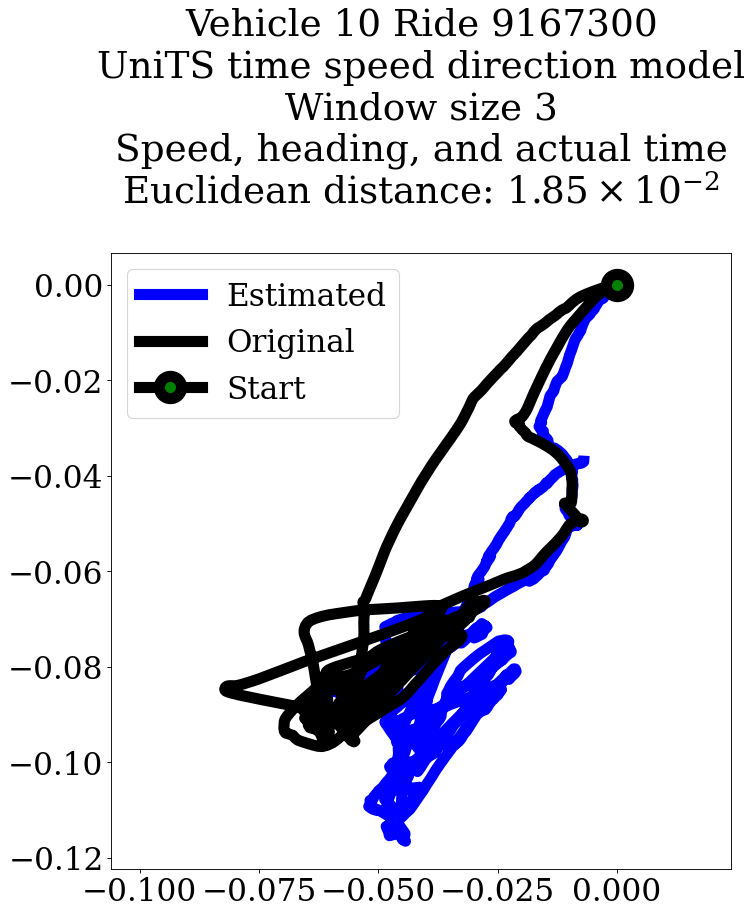 Vehicle 10 Ride 9167300
UniTS time speed direction model
Window size 3
Speed, heading, and actual time
Euclidean distance: 1.85 × 10⁻²
Estimated
Original
Start
0.00
−0.02
−0.04
−0.06
−0.08
−0.10
−0.12
−0.100 −0.075 −0.050 −0.025 0.000